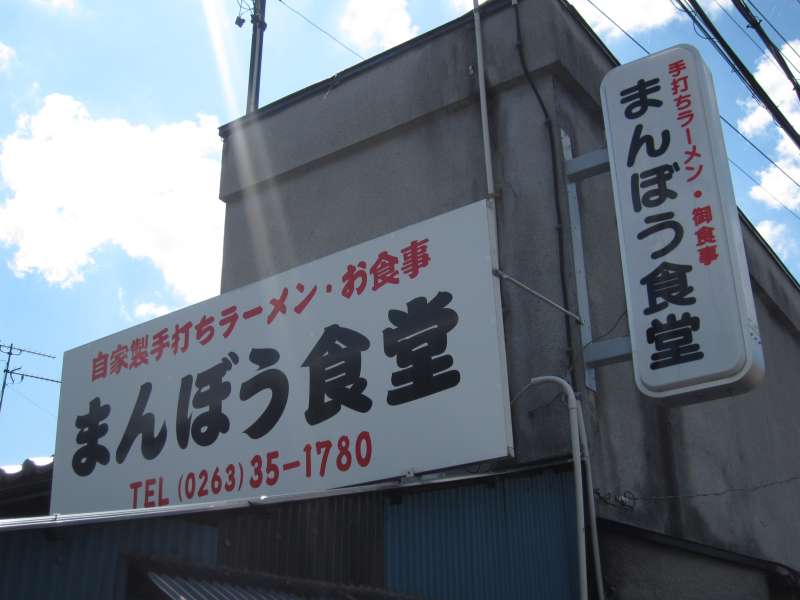 自家製手打ちラーメン・お食事
まんぼう食堂
TEL (0263) 35-1780
手打ちラーメン・御食事
まんぼう食堂